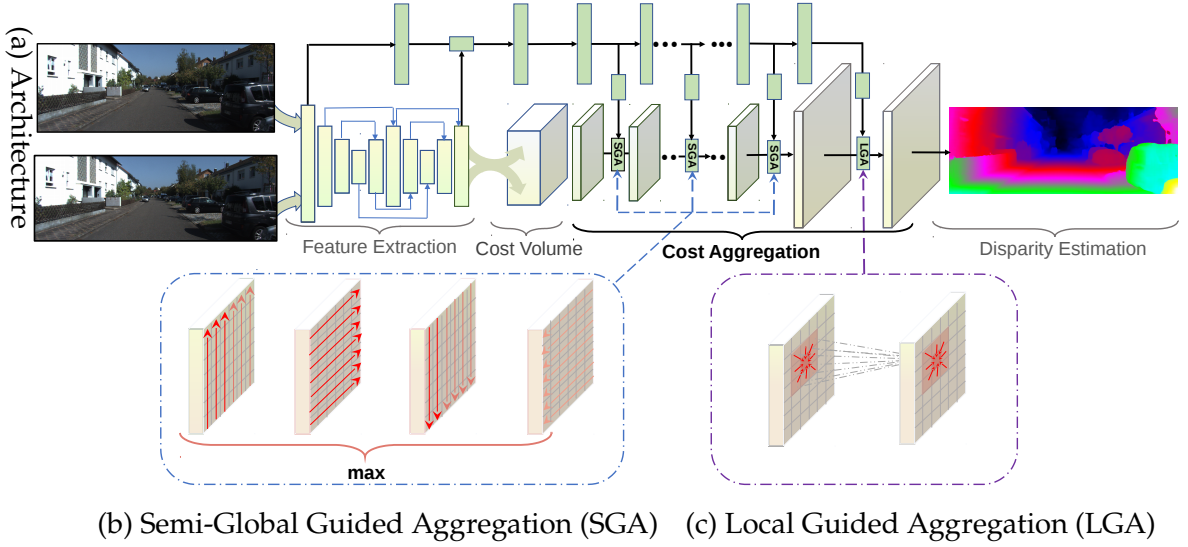 (a) Architecture
SGA
SGA
SGA
LGA
Feature Extraction
Cost Volume
Cost Aggregation
Disparity Estimation
max
(b) Semi-Global Guided Aggregation (SGA)
(c) Local Guided Aggregation (LGA)